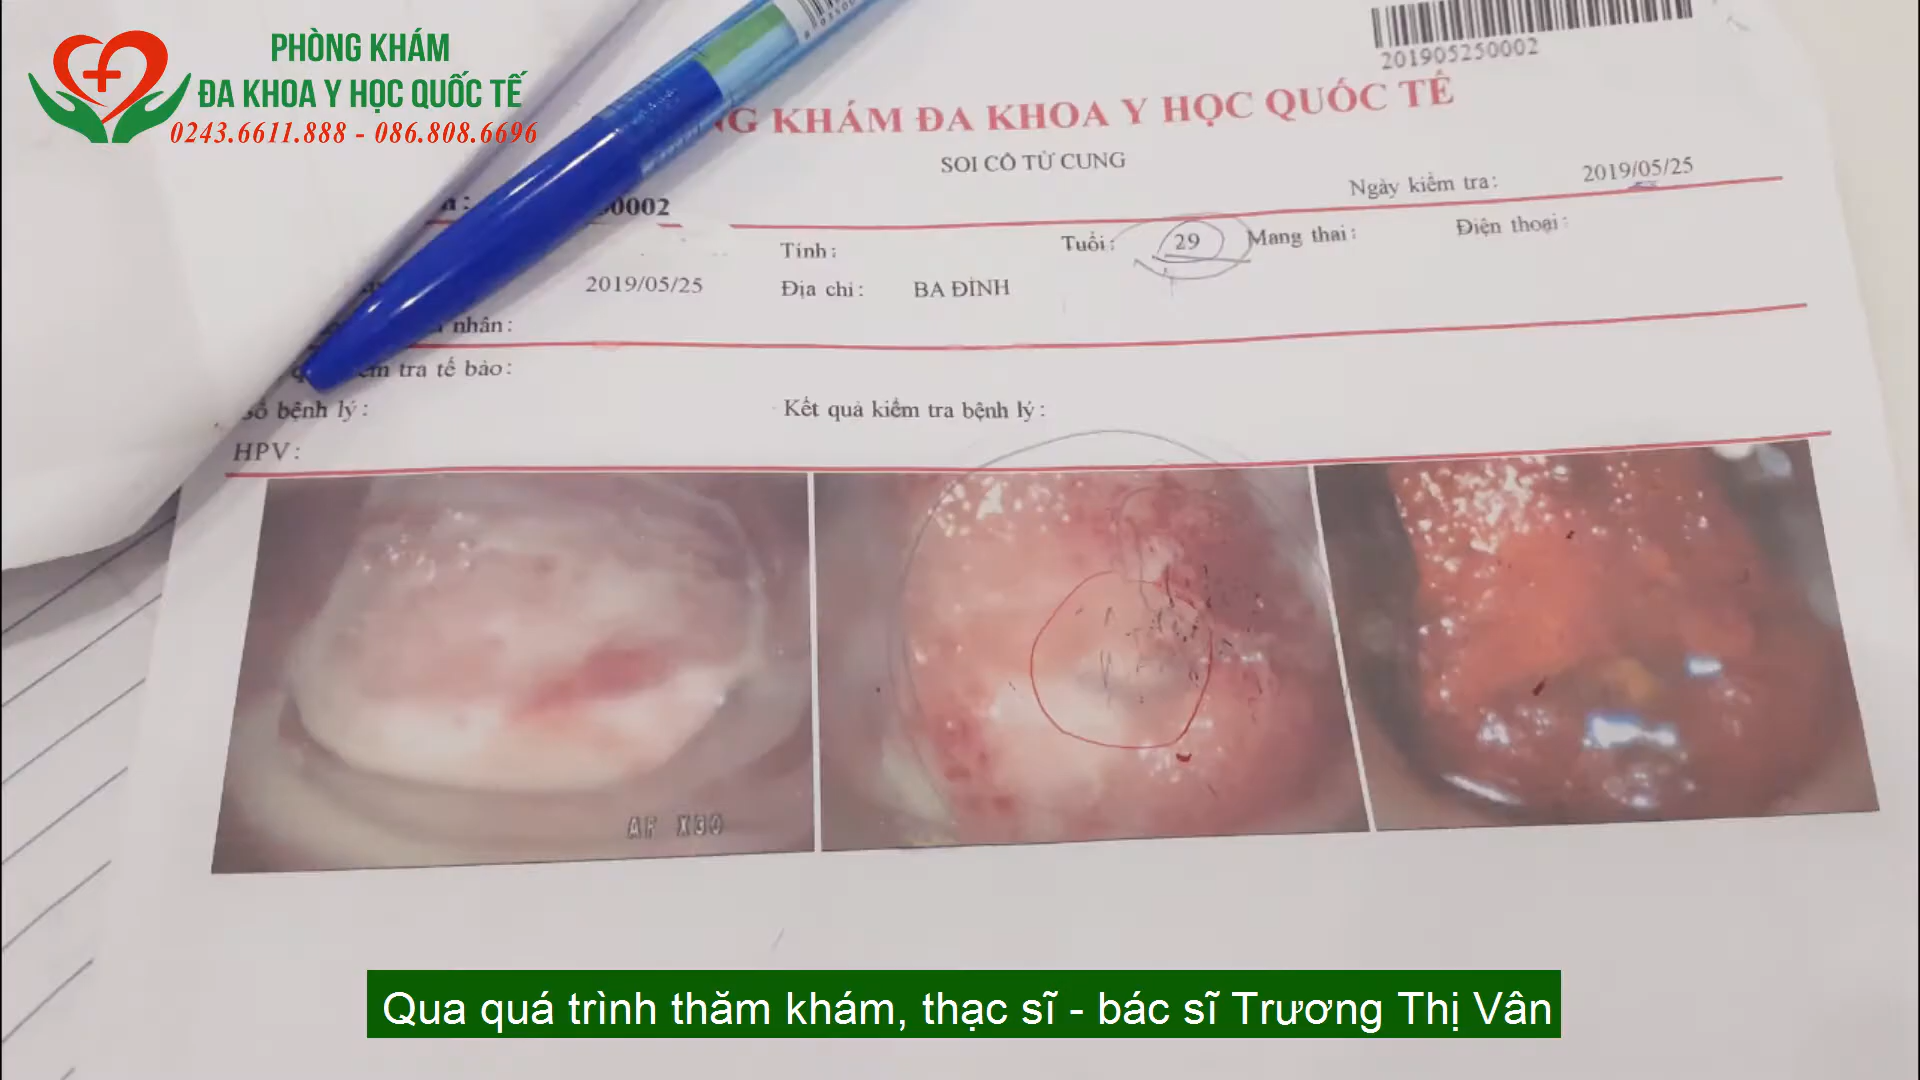 PHÒNG KHÁM
ĐA KHOA Y HỌC QUỐC TẾ
0243.6611.888 - 086.808.6696
201905250002
NG KHÁM ĐA KHOA Y HỌC QUỐC TẾ
SOI CỔ TỬ CUNG
Ngày kiểm tra: 2019/05/25
0002
Tính: Tuổi: 29 Mang thai: Điện thoại:
2019/05/25 Địa chỉ: BA ĐÌNH
nhân:
tra tế bào:
Số bệnh lý: Kết quả kiểm tra bệnh lý:
HPV:
AF X30
Qua quá trình thăm khám, thạc sĩ - bác sĩ Trương Thị Vân